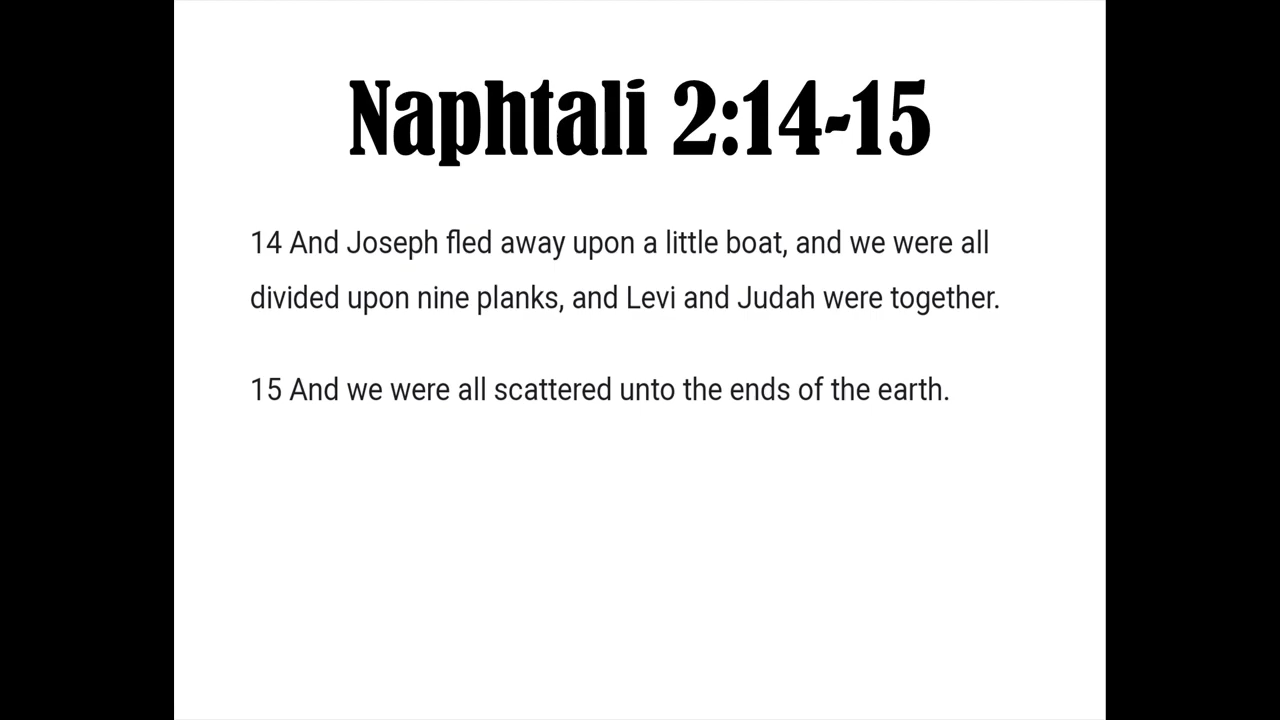 Naphtali 2:14-15
14 And Joseph fled away upon a little boat, and we were all
divided upon nine planks, and Levi and Judah were together.
15 And we were all scattered unto the ends of the earth.